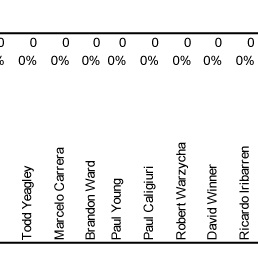 0 0 0 0 0 0 0 0 0
% 0% 0% 0% 0% 0% 0% 0% 0%
Todd Yeagley
Marcelo Carrera
Brandon Ward
Paul Young
Paul Caligiuri
Robert Warzycha
David Winner
Ricardo Iribarren